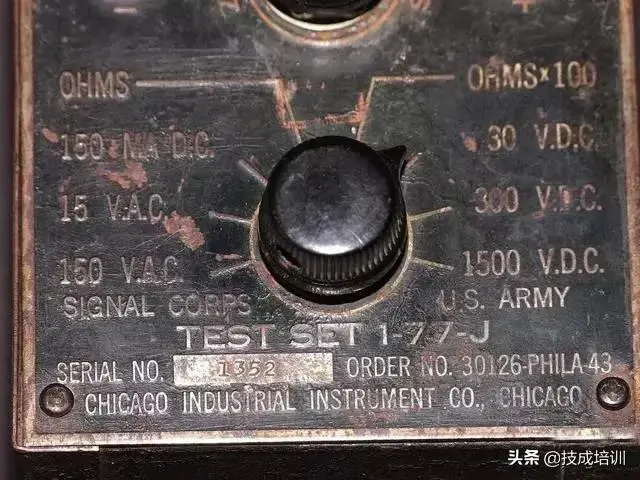 - +
OHMS OHMS×100
150 MA D.C. 30 V.D.C.
15 V.A.C. 300 V.D.C.
150 V.A.C. 1500 V.D.C.
SIGNAL CORPS U.S. ARMY
TEST SET 1-77-J
SERIAL NO. 1352 ORDER NO. 30126-PHILA-43
CHICAGO INDUSTRIAL INSTRUMENT CO., CHICAGO
头条 @技成培训